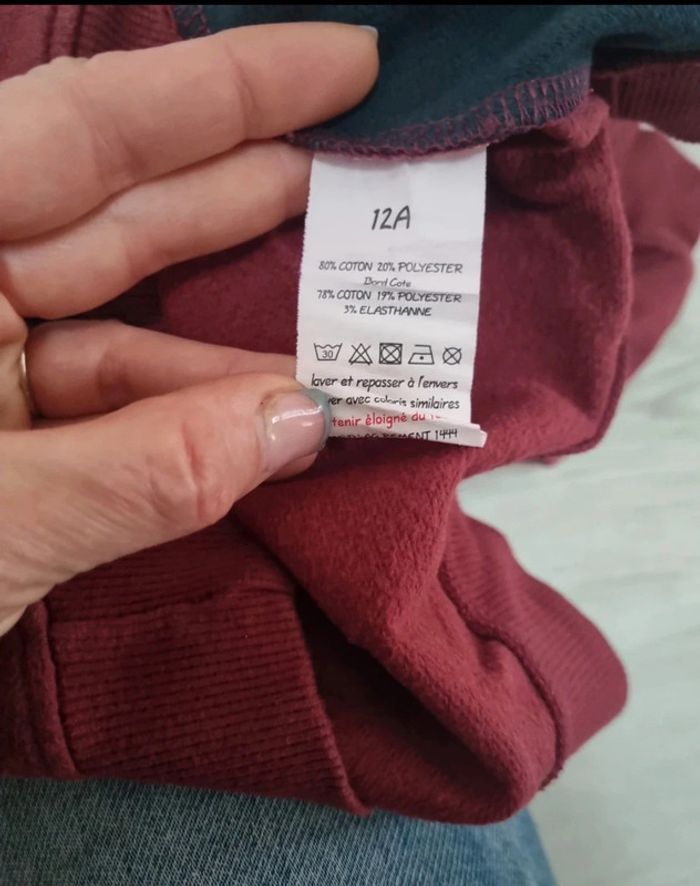 12A
80% COTON 20% POLYESTER
Bord Cote
78% COTON 19% POLYESTER
3% ELASTHANNE
30
laver et repasser à l'envers
avec coloris similaires
tenir éloigné du
1444